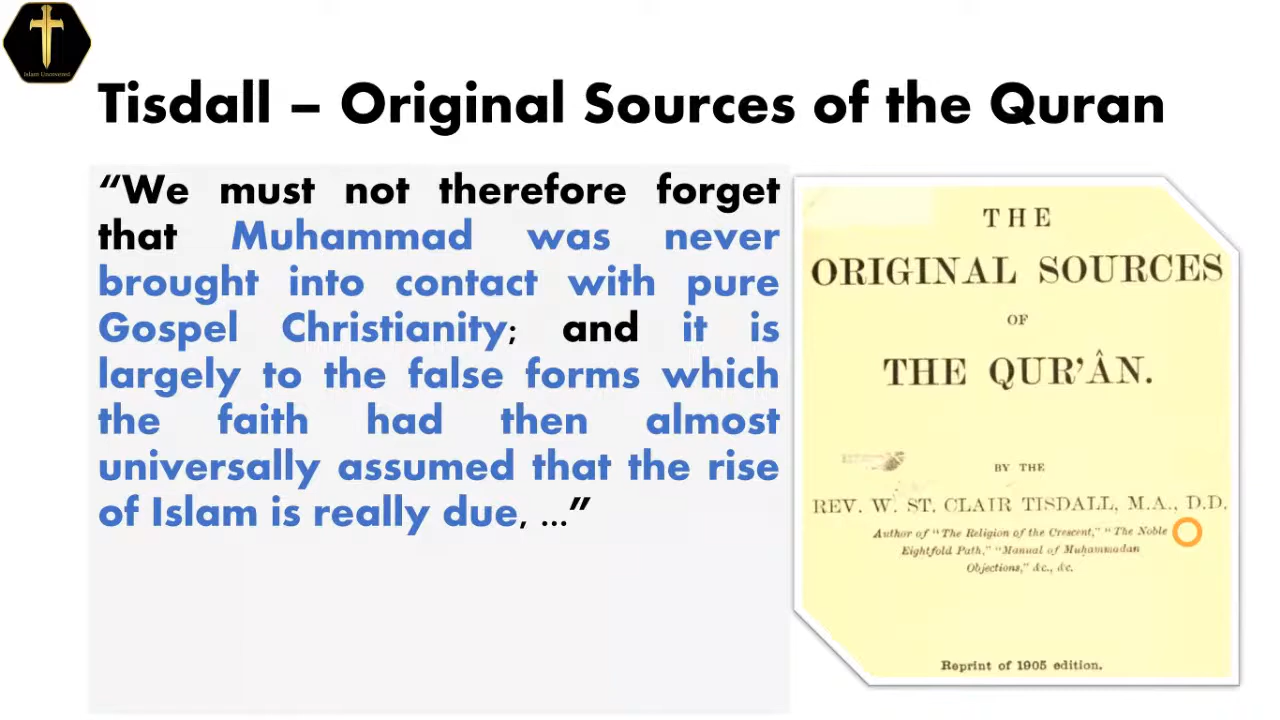 Islam Uncovered
Tisdall – Original Sources of the Quran
“We must not therefore forget
that Muhammad was never
brought into contact with pure
Gospel Christianity; and it is
largely to the false forms which
the faith had then almost
universally assumed that the rise
of Islam is really due, ...”
THE
ORIGINAL SOURCES
OF
THE QUR’ÂN.
BY THE
REV. W. ST. CLAIR TISDALL, M.A., D.D.
Author of “The Religion of the Crescent,” “The Noble
Eightfold Path,” “Manual of Muḥammadan
Objections,” &c., &c.
Reprint of 1905 edition.